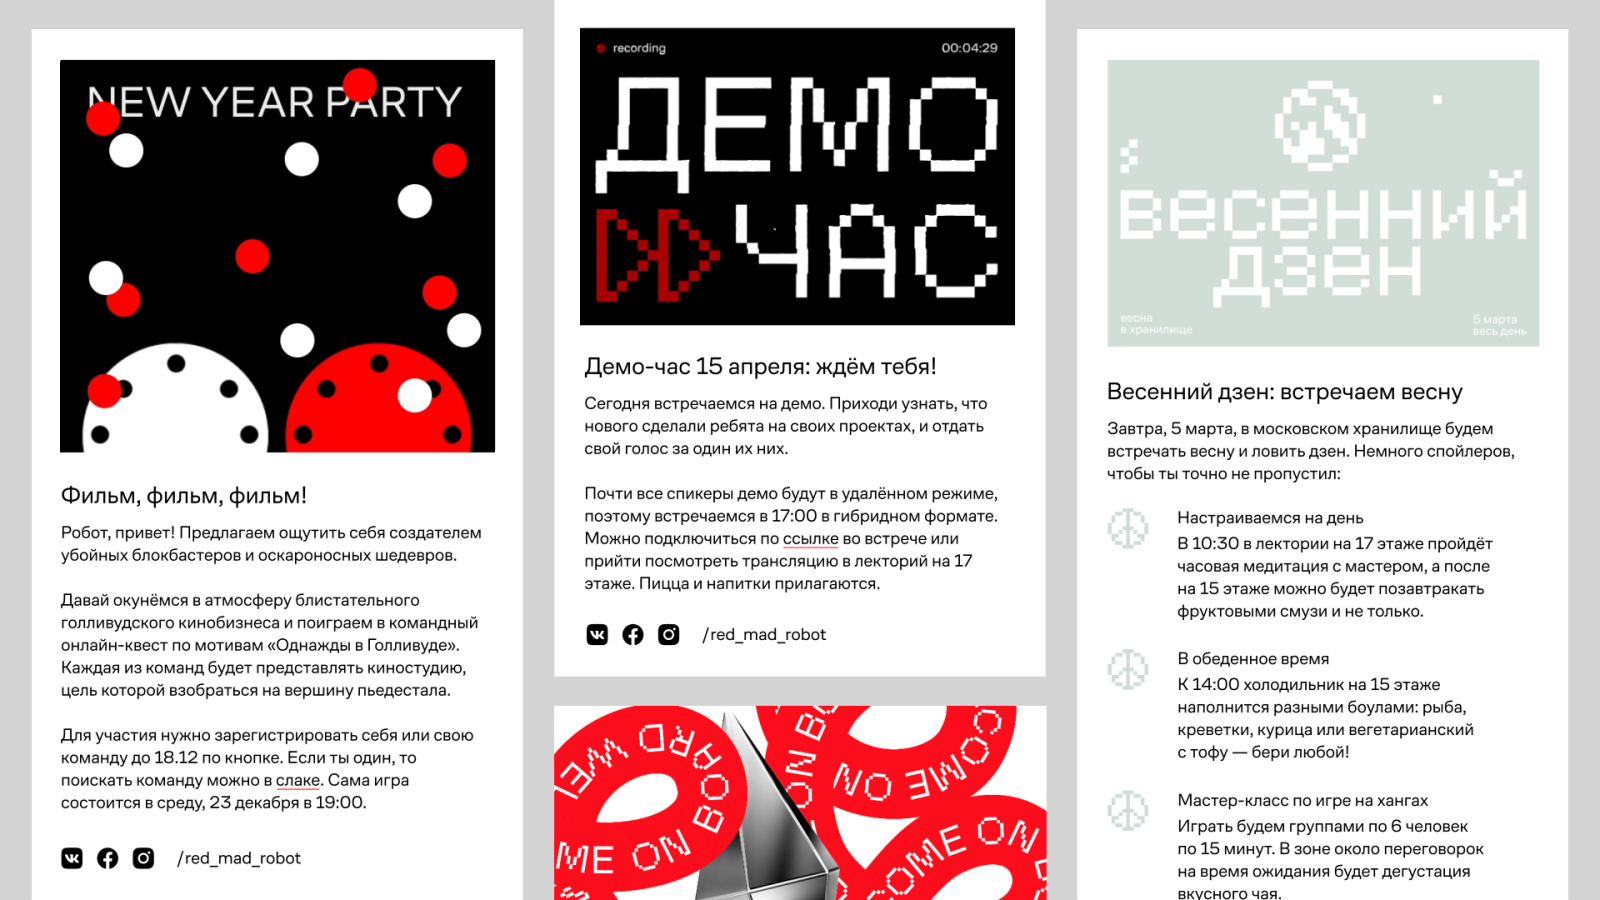 NEW YEAR PARTY
Фильм, фильм, фильм!
Робот, привет! Предлагаем ощутить себя создателем
убойных блокбастеров и оскароносных шедевров.
Давай окунёмся в атмосферу блистательного
голливудского кинобизнеса и поиграем в командный
онлайн-квест по мотивам «Однажды в Голливуде».
Каждая из команд будет представлять киностудию,
цель которой взобраться на вершину пьедестала.
Для участия нужно зарегистрировать себя или свою
команду до 18.12 по кнопке. Если ты один, то
поискать команду можно в слаке. Сама игра
состоится в среду, 23 декабря в 19:00.
/red_mad_robot
recording
00:04:29
ДЕМО
ЧАС
Демо-час 15 апреля: ждём тебя!
Сегодня встречаемся на демо. Приходи узнать, что
нового сделали ребята на своих проектах, и отдать
свой голос за один их них.
Почти все спикеры демо будут в удалённом режиме,
поэтому встречаемся в 17:00 в гибридном формате.
Можно подключиться по ссылке во встрече или
прийти посмотреть трансляцию в лекторий на 17
этаже. Пицца и напитки прилагаются.
/red_mad_robot
BOARD WEL
OME ON BO
COME ON BO
COME ON
весенний
дзен
весна
в хранилище
5 марта
весь день
Весенний дзен: встречаем весну
Завтра, 5 марта, в московском хранилище будем
встречать весну и ловить дзен. Немного спойлеров,
чтобы ты точно не пропустил:
Настраиваемся на день
В 10:30 в лектории на 17 этаже пройдёт
часовая медитация с мастером, а после
на 15 этаже можно будет позавтракать
фруктовыми смузи и не только.
В обеденное время
К 14:00 холодильник на 15 этаже
наполнится разными боулами: рыба,
креветки, курица или вегетарианский
с тофу — бери любой!
Мастер-класс по игре на хангах
Играть будем группами по 6 человек
по 15 минут. В зоне около переговорок
на время ожидания будет дегустация
вкусного чая.